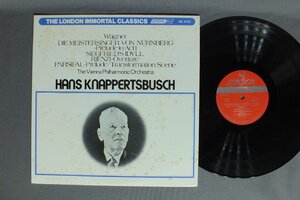 THE LONDON IMMORTAL CLASSICS
Wagner
DIE MEISTERSINGER VON NÜRNBERG
Prelude to Act I
SIEGFRIED IDYLL
RIENZI-Overture
PARSIFAL-Prelude/Transformation Scene
The Vienna Philharmonic Orchestra
HANS KNAPPERTSBUSCH
LONDON